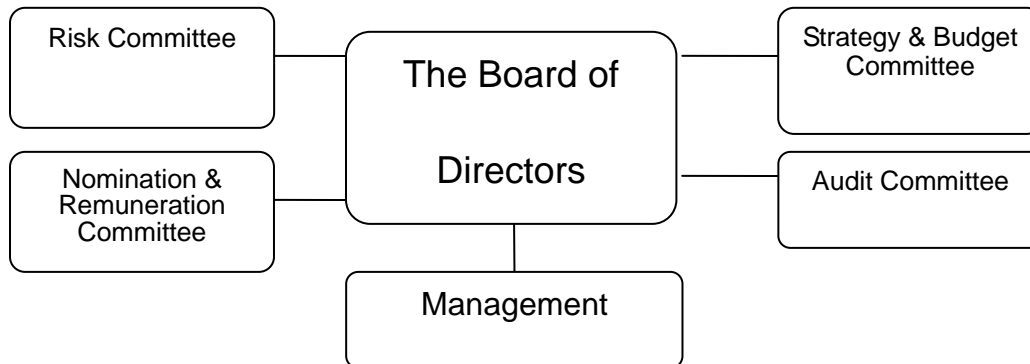 Risk Committee
Nomination &
Remuneration
Committee
The Board of
Directors
Strategy & Budget
Committee
Audit Committee
Management